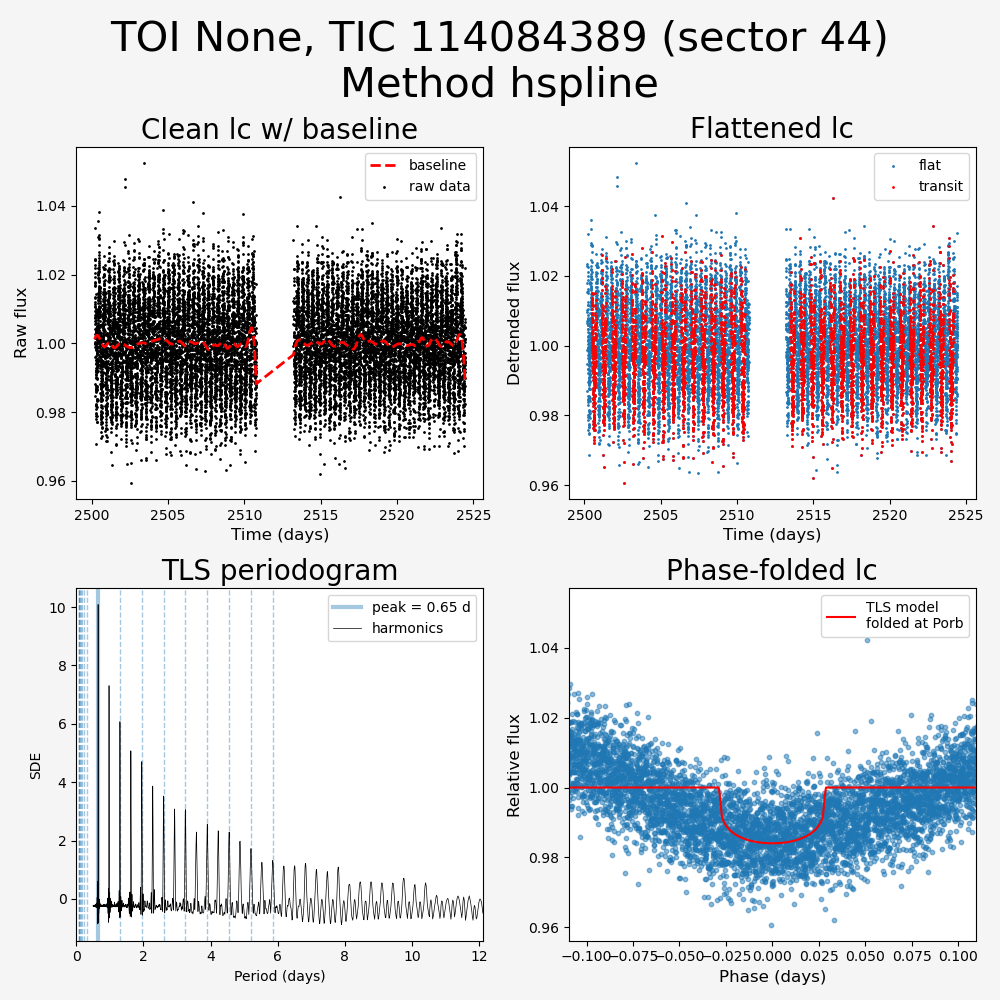 TOI None, TIC 114084389 (sector 44)
Method hspline
Clean lc w/ baseline
Flattened lc
baseline
raw data
flat
transit
Raw flux
1.04
1.02
1.00
0.98
0.96
2500
2505
2510
2515
2520
2525
Time (days)
Detrended flux
1.04
1.02
1.00
0.98
0.96
2500
2505
2510
2515
2520
2525
Time (days)
TLS periodogram
Phase-folded lc
peak = 0.65 d
harmonics
SDE
10
8
6
4
2
0
0
2
4
6
8
10
12
Period (days)
TLS model
folded at Porb
Relative flux
1.04
1.02
1.00
0.98
0.96
−0.100
−0.075
−0.050
−0.025
0.000
0.025
0.050
0.075
0.100
Phase (days)